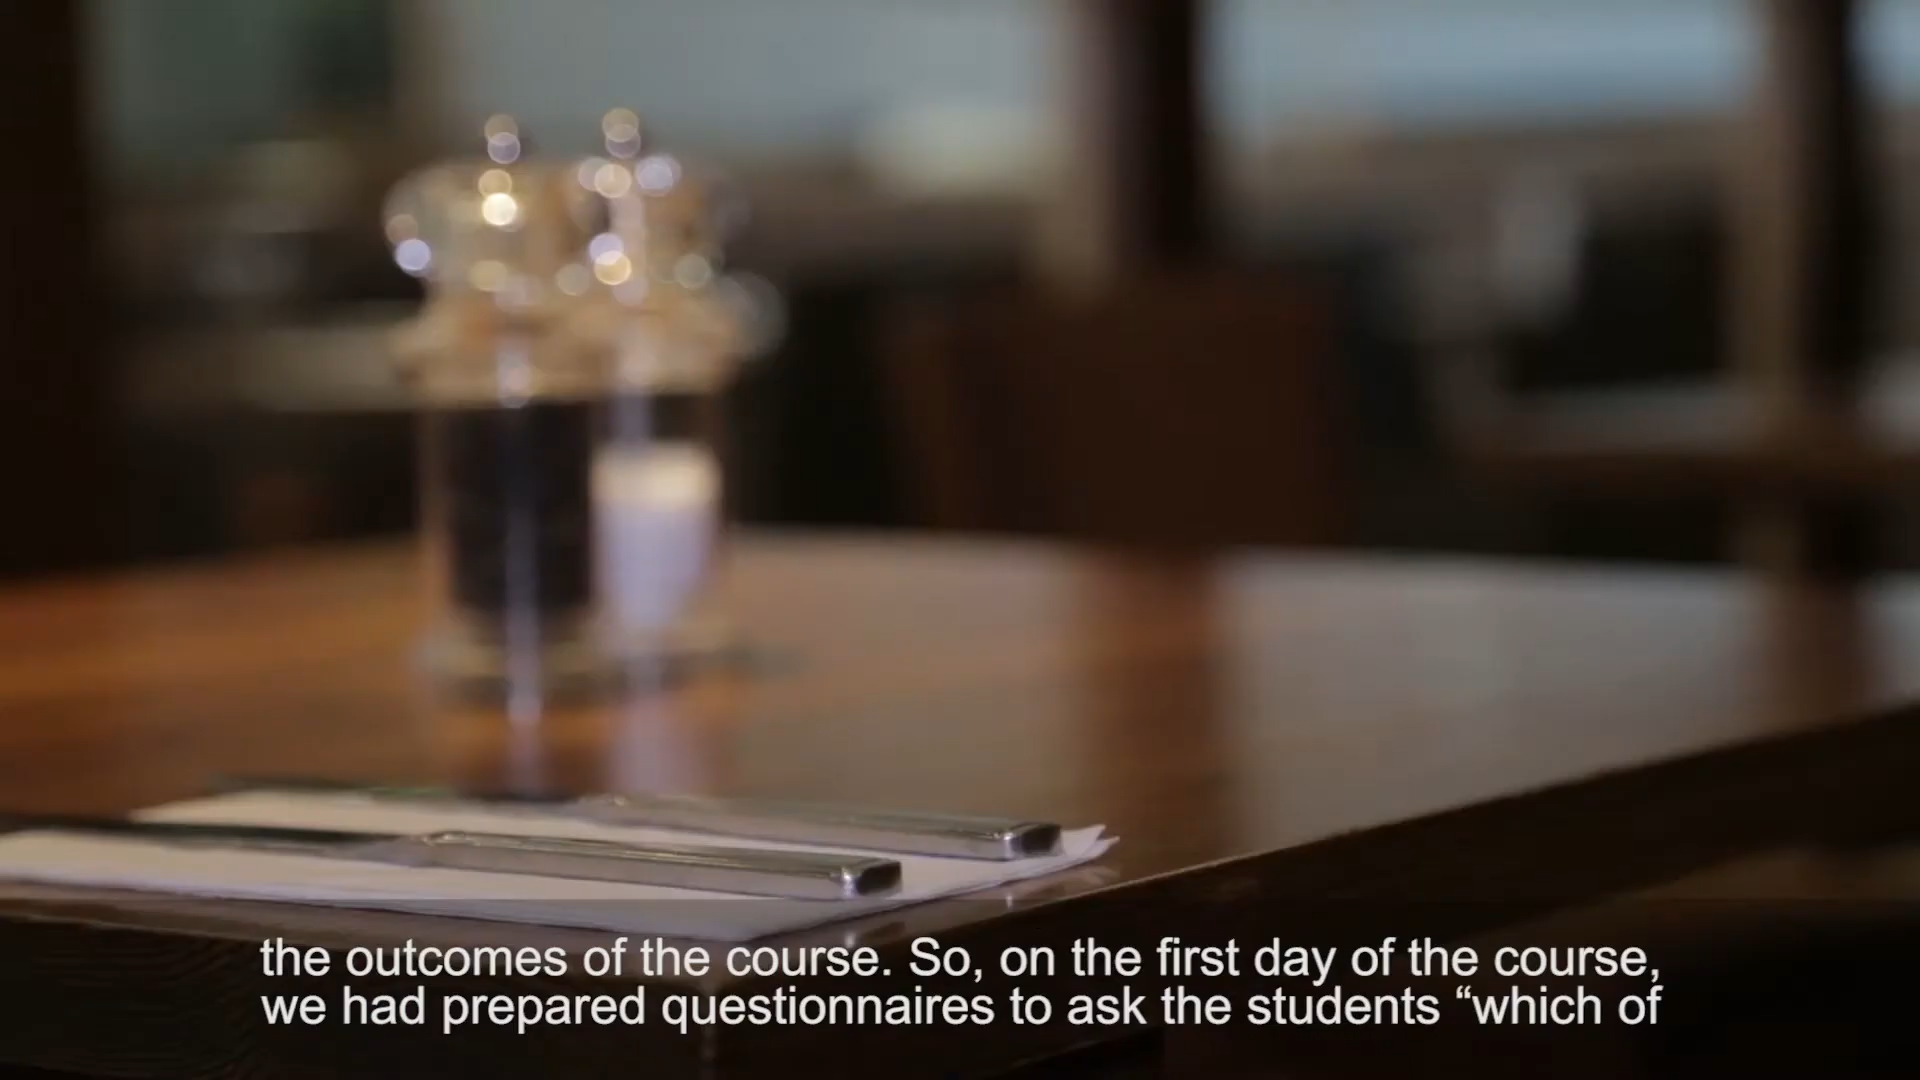 the outcomes of the course. So, on the first day of the course,
we had prepared questionnaires to ask the students “which of